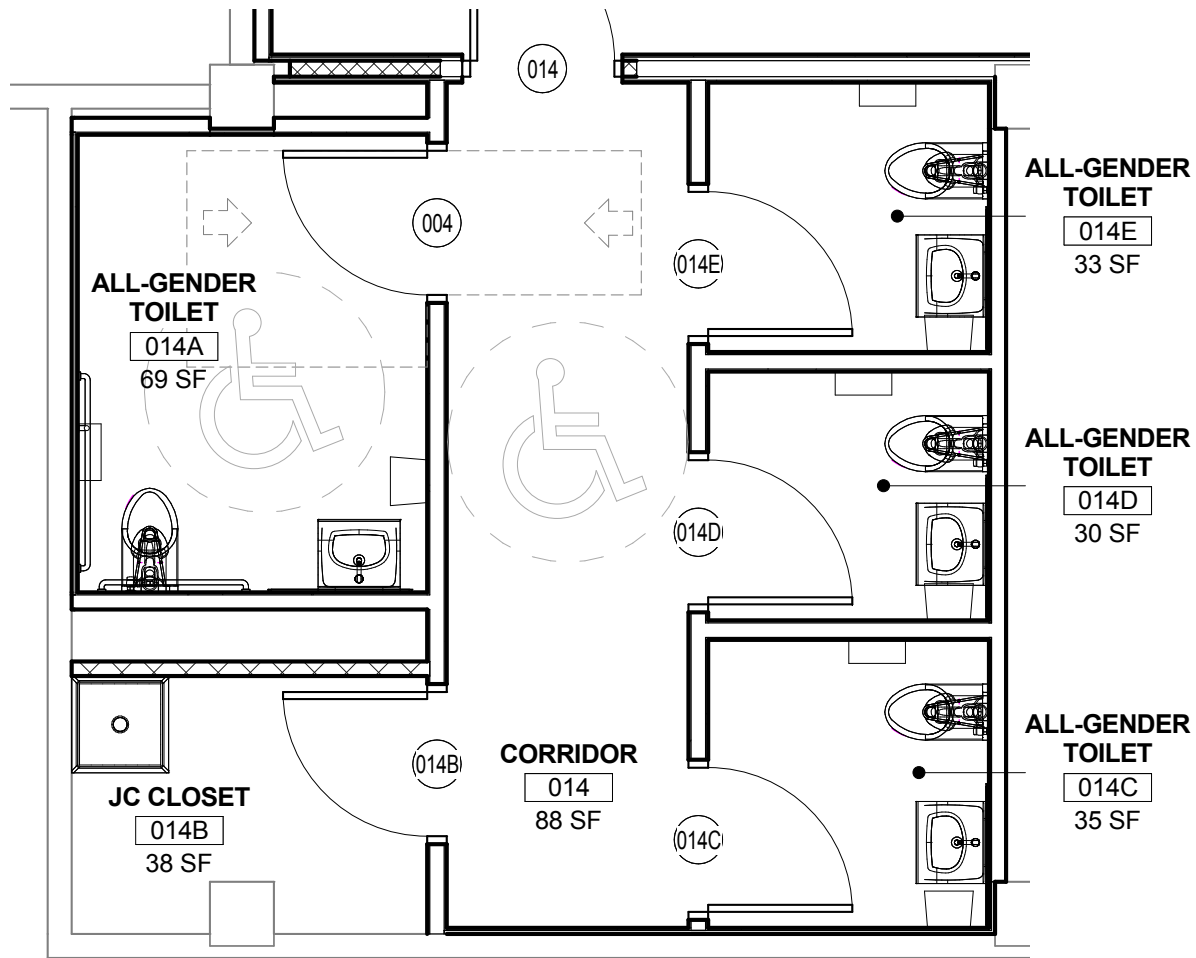 014
ALL-GENDER
TOILET
014E
33 SF
004
014E
ALL-GENDER
TOILET
014A
69 SF
ALL-GENDER
TOILET
014D
30 SF
014D
ALL-GENDER
TOILET
014C
35 SF
014B
CORRIDOR
014
88 SF
JC CLOSET
014B
38 SF
014C